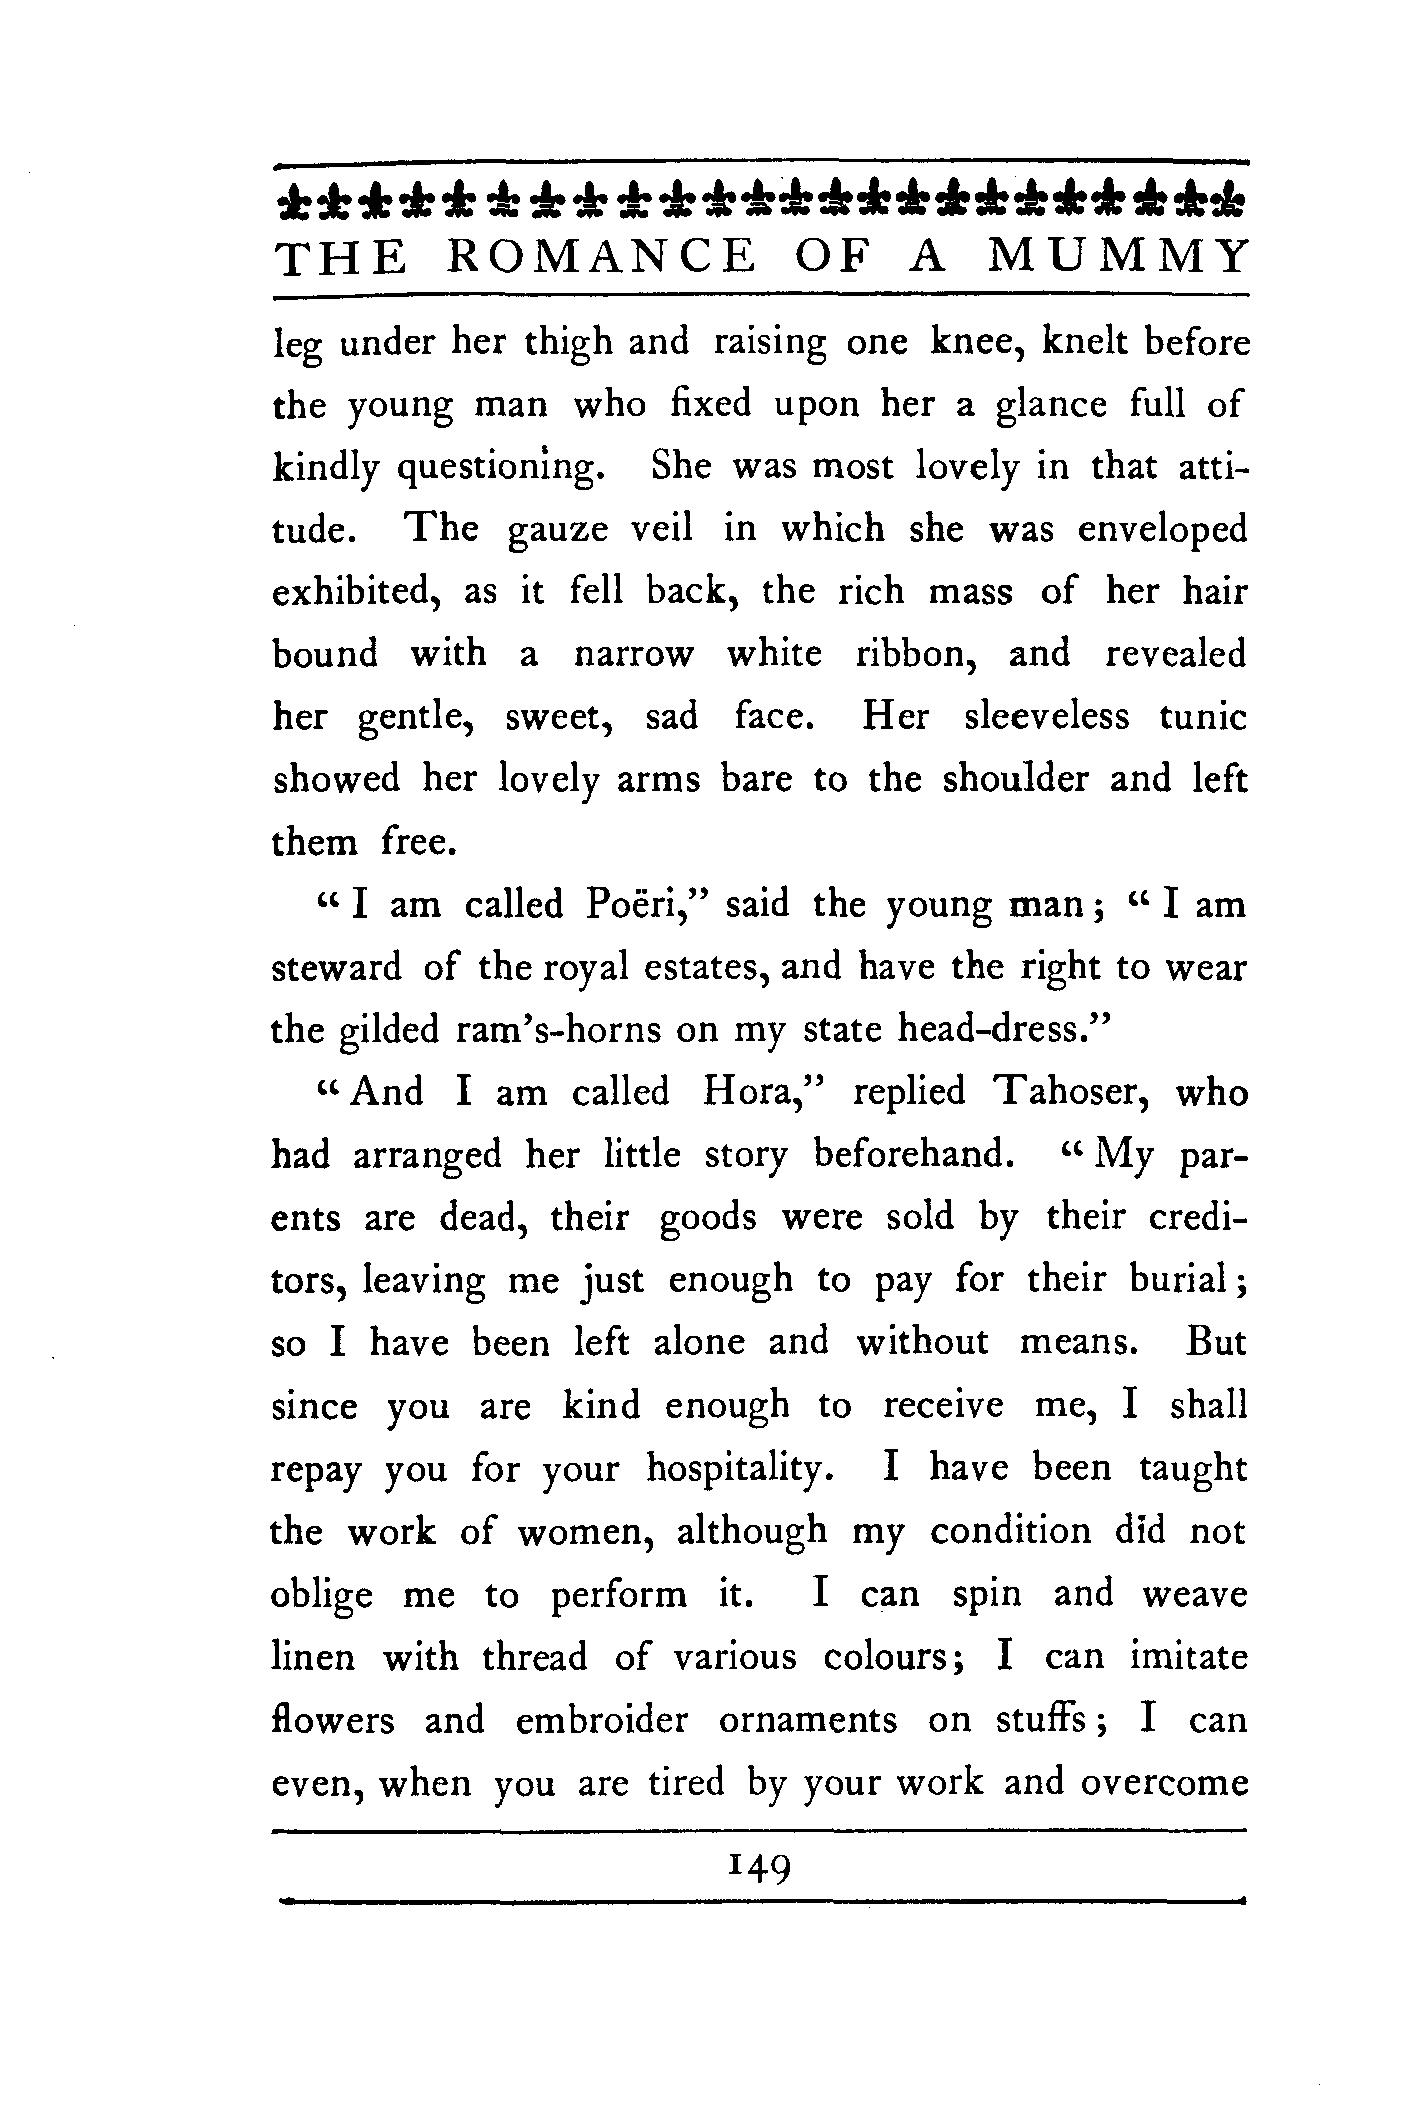 THE ROMANCE OF A MUMMY
leg under her thigh and raising one knee, knelt before
the young man who fixed upon her a glance full of
kindly questioning. She was most lovely in that atti-
tude. The gauze veil in which she was enveloped
exhibited, as it fell back, the rich mass of her hair
bound with a narrow white ribbon, and revealed
her gentle, sweet, sad face. Her sleeveless tunic
showed her lovely arms bare to the shoulder and left
them free.
“I am called Poëri,” said the young man; “I am
steward of the royal estates, and have the right to wear
the gilded ram’s-horns on my state head-dress.”
“And I am called Hora,” replied Tahoser, who
had arranged her little story beforehand. “My par-
ents are dead, their goods were sold by their credi-
tors, leaving me just enough to pay for their burial;
so I have been left alone and without means. But
since you are kind enough to receive me, I shall
repay you for your hospitality. I have been taught
the work of women, although my condition did not
oblige me to perform it. I can spin and weave
linen with thread of various colours; I can imitate
flowers and embroider ornaments on stuffs; I can
even, when you are tired by your work and overcome
149